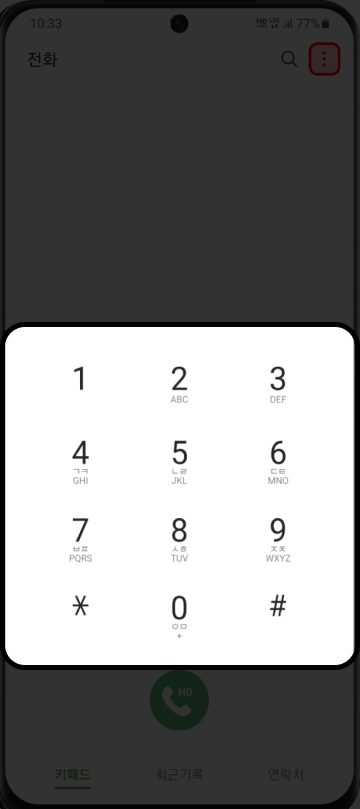 10:33 HD LTE 77%
전화
1 2 3
ABC DEF
4 5 6
ㄱㅋ ㄴㄹ ㄷㅌ
GHI JKL MNO
7 8 9
ㅂㅍ ㅅㅎ ㅈㅊ
PQRS TUV WXYZ
* 0 #
ㅇㅁ
+
HD
키패드 최근기록 연락처